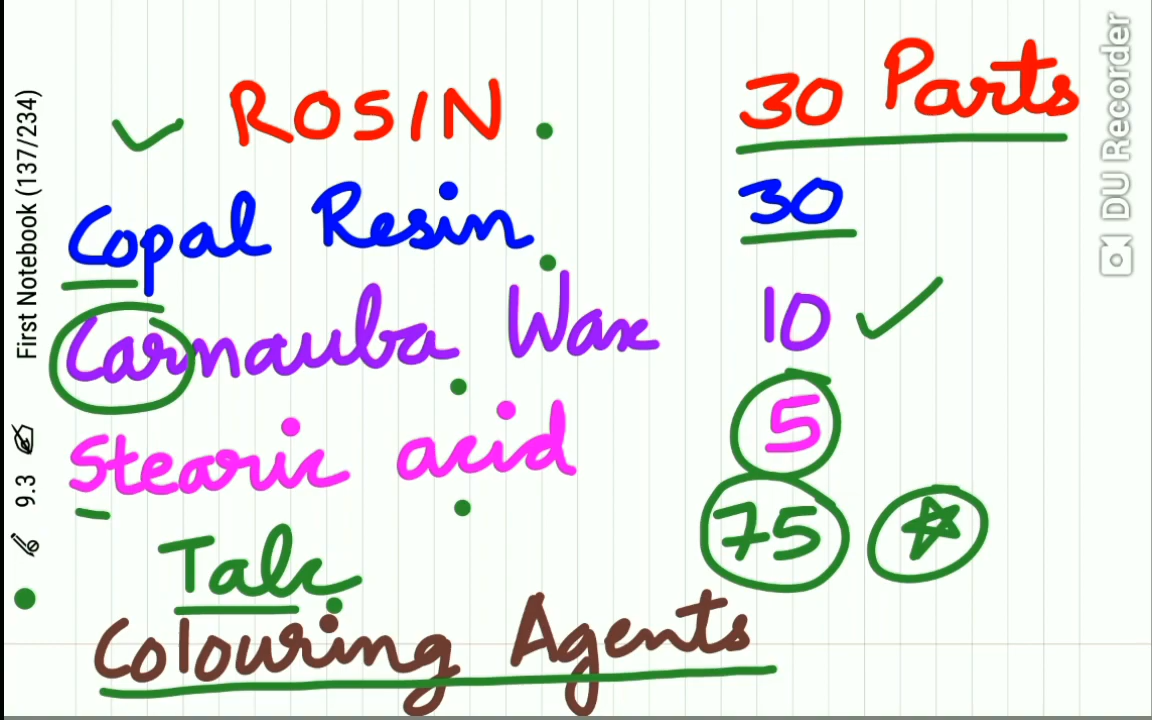 ROSIN 30 Parts
Copal Resin 30
Carnauba Wax 10
Stearic acid 5
Talc 75
Colouring Agents
First Notebook (137/234)
9.3
DU Recorder